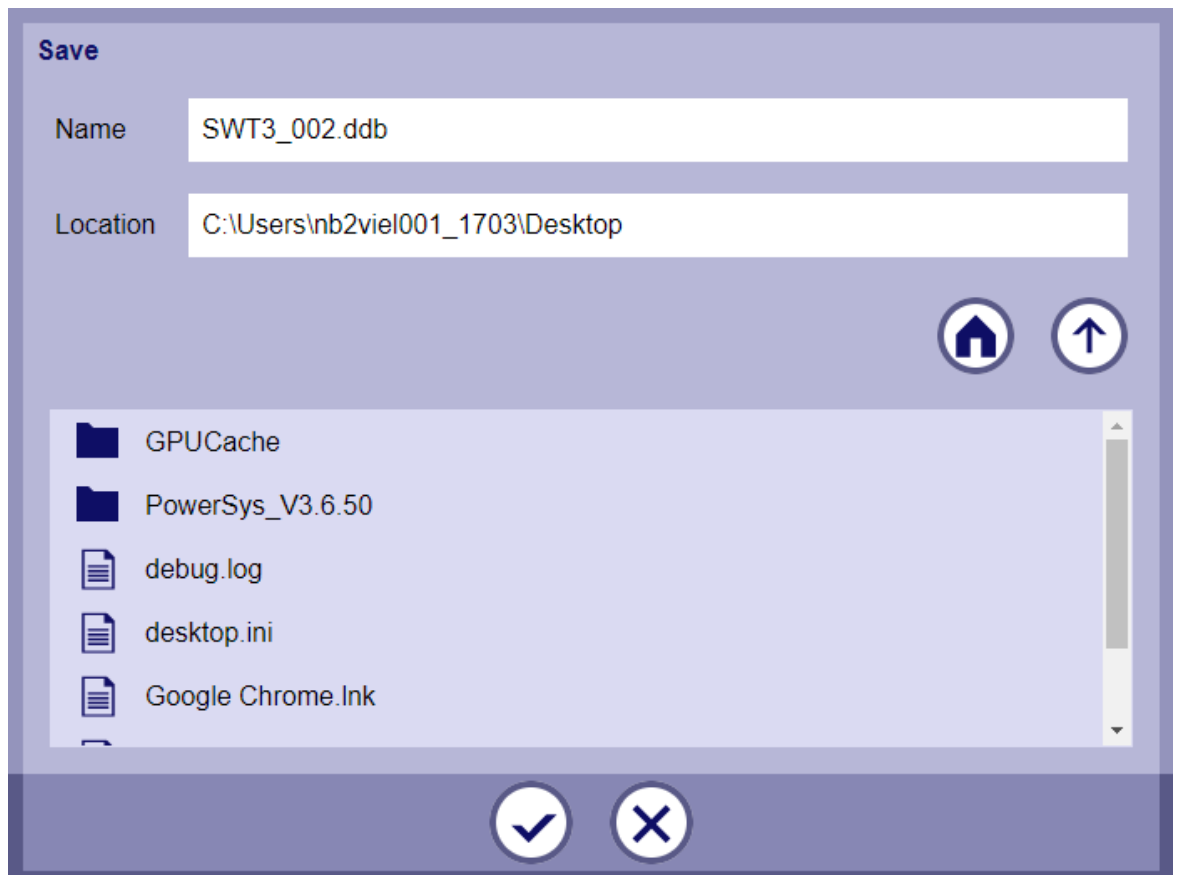 Save
Name SWT3_002.ddb
Location C:\Users\nb2viel001_1703\Desktop
GPUCache
PowerSys_V3.6.50
debug.log
desktop.ini
Google Chrome.lnk